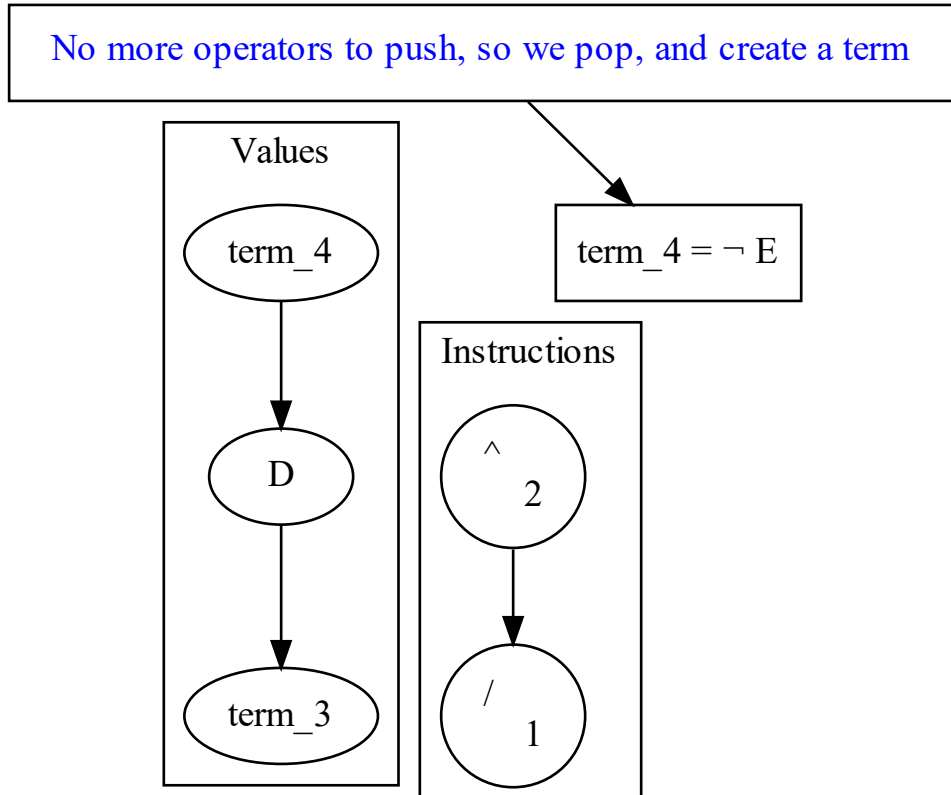 No more operators to push, so we pop, and create a term
Values
term_4
term_4 = ¬ E
D
term_3
Instructions
^
2
/
1